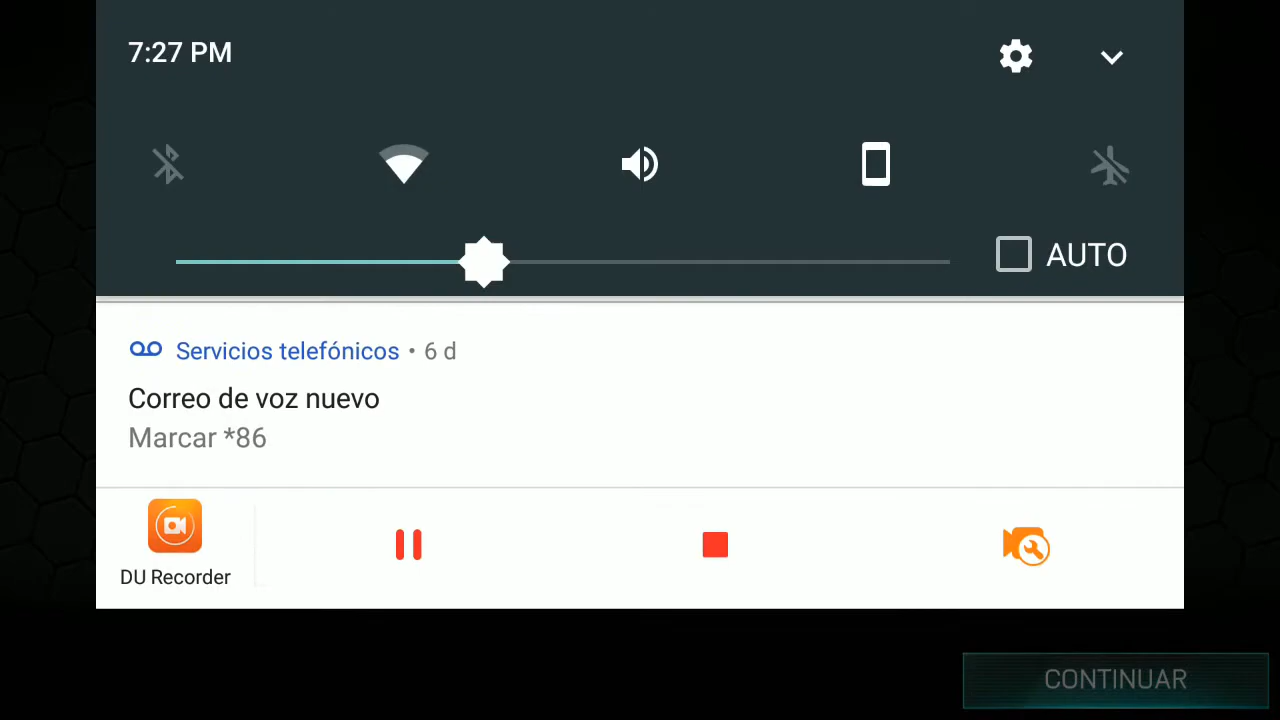 7:27 PM
AUTO
Servicios telefónicos • 6 d
Correo de voz nuevo
Marcar *86
DU Recorder
CONTINUAR